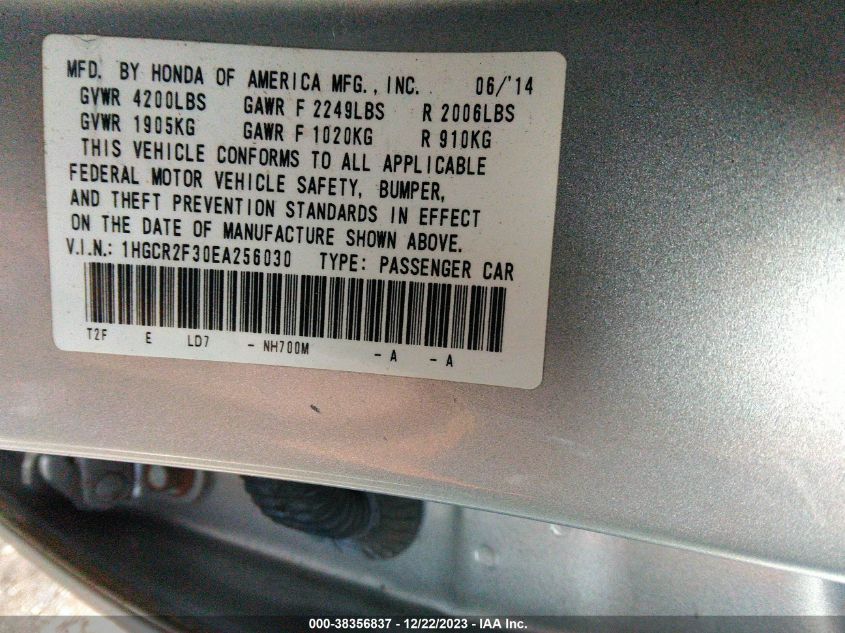 MFD. BY HONDA OF AMERICA MFG., INC. 06/'14
GVWR 4200LBS GAWR F 2249LBS R 2006LBS
GVWR 1905KG GAWR F 1020KG R 910KG
THIS VEHICLE CONFORMS TO ALL APPLICABLE
FEDERAL MOTOR VEHICLE SAFETY, BUMPER,
AND THEFT PREVENTION STANDARDS IN EFFECT
ON THE DATE OF MANUFACTURE SHOWN ABOVE.
V.I.N.: 1HGCR2F30EA256030 TYPE: PASSENGER CAR
T2F E LD7 - NH700M - A - A
000-38356837 - 12/22/2023 - IAA Inc.